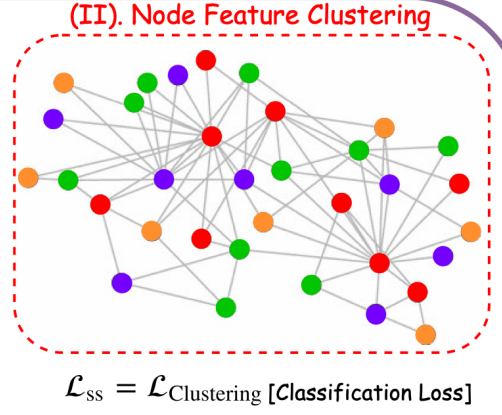 (II). Node Feature Clustering
ℒss = ℒClustering [Classification Loss]